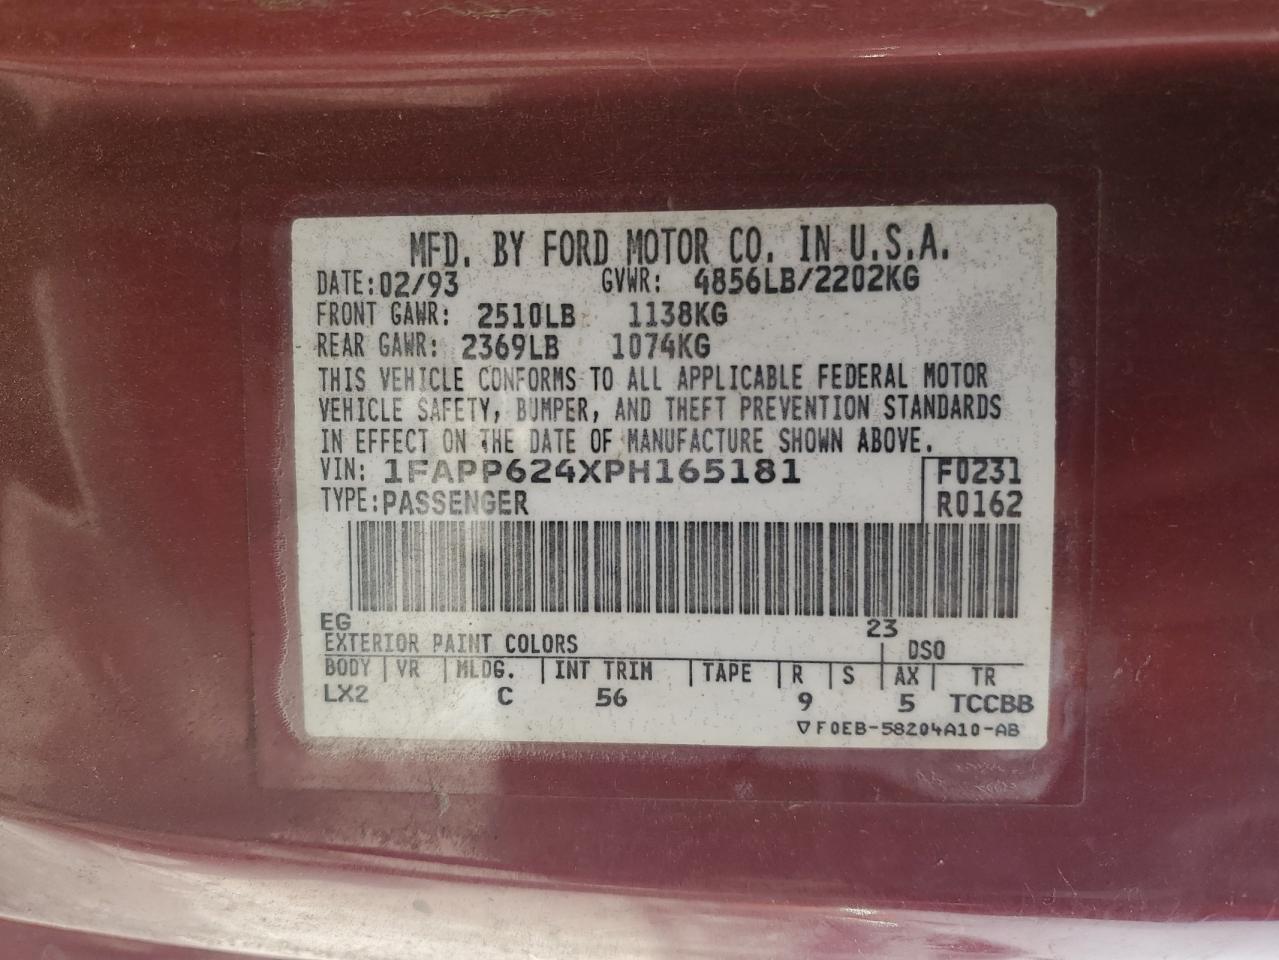 MFD. BY FORD MOTOR CO. IN U.S.A.
DATE: 02/93 GVWR: 4856LB/2202KG
FRONT GAWR: 2510LB 1138KG
REAR GAWR: 2369LB 1074KG
THIS VEHICLE CONFORMS TO ALL APPLICABLE FEDERAL MOTOR
VEHICLE SAFETY, BUMPER, AND THEFT PREVENTION STANDARDS
IN EFFECT ON THE DATE OF MANUFACTURE SHOWN ABOVE.
VIN: 1FAPP624XPH165181 F0231
TYPE: PASSENGER R0162
EG 23
EXTERIOR PAINT COLORS DSO
BODY VR MLDG. INT TRIM TAPE R S AX TR
LX2 C 56 9 5 TCCBB
▽ F0EB-58204A10-AB